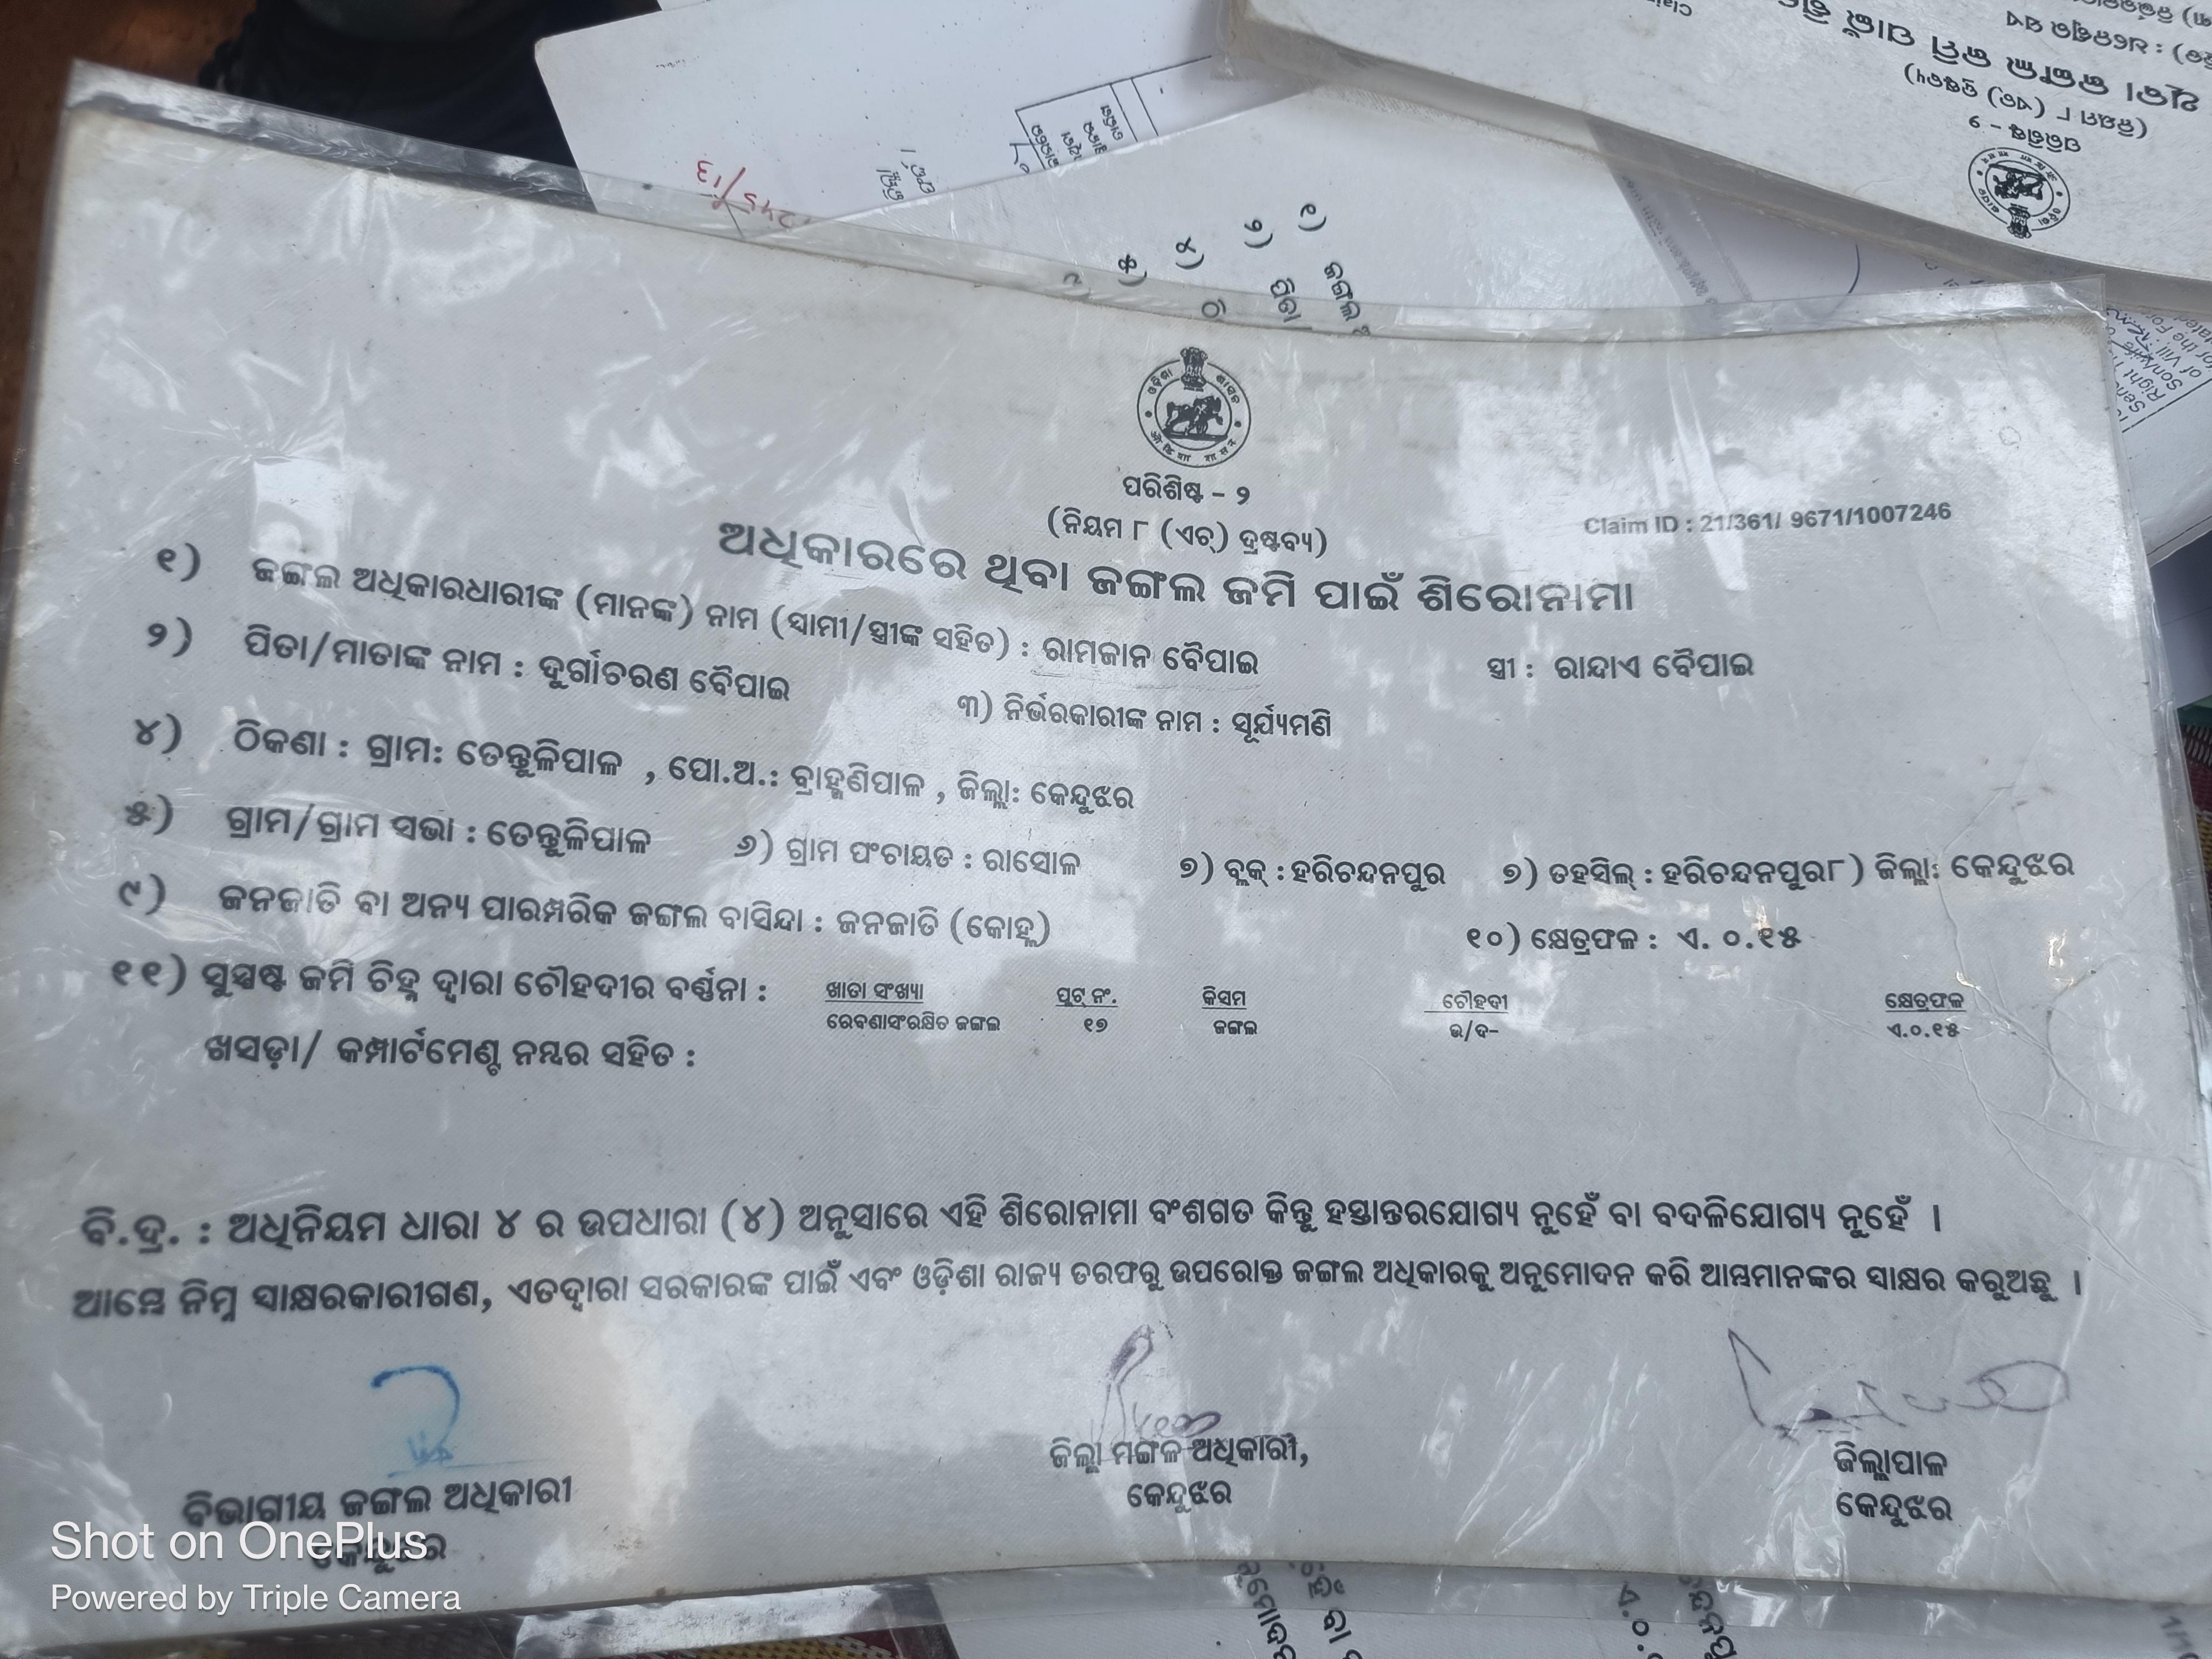 ପରିଶିଷ୍ଟ - ୨
(ନିୟମ ୮ (ଏଚ୍) ଦ୍ରଷ୍ଟବ୍ୟ)
Claim ID : 21/361/ 9671/1007246
ଅଧିକାରରେ ଥିବା ଜଙ୍ଗଲ ଜମି ପାଇଁ ଶିରୋନାମା
୧) ଜଙ୍ଗଲ ଅଧିକାରଧାରୀଙ୍କ (ମାନଙ୍କ) ନାମ (ସ୍ୱାମୀ/ସ୍ତ୍ରୀଙ୍କ ସହିତ) : ରାମଜାନ ବୈପାଇ ସ୍ତ୍ରୀ : ରାନ୍ଦାଏ ବୈପାଇ
୨) ପିତା/ମାତାଙ୍କ ନାମ : ଦୁର୍ଗାଚରଣ ବୈପାଇ ୩) ନିର୍ଭରକାରୀଙ୍କ ନାମ : ସୂର୍ଯ୍ୟମଣି
୪) ଠିକଣା : ଗ୍ରାମ: ତେନ୍ତୁଳିପାଳ , ପୋ.ଅ.: ବ୍ରାହ୍ମଣିପାଳ , ଜିଲ୍ଲା: କେନ୍ଦୁଝର
୫) ଗ୍ରାମ/ଗ୍ରାମ ସଭା : ତେନ୍ତୁଳିପାଳ ୬) ଗ୍ରାମ ପଂଚାୟତ : ରାସୋଳ ୭) ବ୍ଲକ୍ : ହରିଚନ୍ଦନପୁର ୭) ତହସିଲ୍ : ହରିଚନ୍ଦନପୁର ୮) ଜିଲ୍ଲା: କେନ୍ଦୁଝର
୯) ଜନଜାତି ବା ଅନ୍ୟ ପାରମ୍ପରିକ ଜଙ୍ଗଲ ବାସିନ୍ଦା : ଜନଜାତି (କୋହ୍ଲ) ୧୦) କ୍ଷେତ୍ରଫଳ : ଏ. ୦.୧୫
୧୧) ସୁସ୍ପଷ୍ଟ ଜମି ଚିହ୍ନ ଦ୍ୱାରା ଚୌହଦୀର ବର୍ଣ୍ଣନା : ଖାତା ସଂଖ୍ୟା ପ୍ଲଟ୍ ନଂ. କିସମ ଚୌହଦୀ କ୍ଷେତ୍ରଫଳ
ରେବଣାସଂରକ୍ଷିତ ଜଙ୍ଗଲ ୧୭ ଜଙ୍ଗଲ ଉ/ଦ- ଏ.୦.୧୫
ଖସଡ଼ା/ କମ୍ପାର୍ଟମେଣ୍ଟ ନମ୍ବର ସହିତ :
ବି.ଦ୍ର. : ଅଧିନିୟମ ଧାରା ୪ ର ଉପଧାରା (୪) ଅନୁସାରେ ଏହି ଶିରୋନାମା ବଂଶଗତ କିନ୍ତୁ ହସ୍ତାନ୍ତରଯୋଗ୍ୟ ନୁହେଁ ବା ବଦଳିଯୋଗ୍ୟ ନୁହେଁ ।
ଆମ୍ଭେ ନିମ୍ନ ସାକ୍ଷରକାରୀଗଣ, ଏତଦ୍ୱାରା ସରକାରଙ୍କ ପାଇଁ ଏବଂ ଓଡ଼ିଶା ରାଜ୍ୟ ତରଫରୁ ଉପରୋକ୍ତ ଜଙ୍ଗଲ ଅଧିକାରକୁ ଅନୁମୋଦନ କରି ଆମ୍ଭମାନଙ୍କର ସାକ୍ଷର କରୁଅଛୁ ।
ବିଭାଗୀୟ ଜଙ୍ଗଲ ଅଧିକାରୀ
ଜିଲ୍ଲା ମଙ୍ଗଳ ଅଧିକାରୀ,
କେନ୍ଦୁଝର
ଜିଲ୍ଲାପାଳ
କେନ୍ଦୁଝର
Shot on OnePlus
Powered by Triple Camera